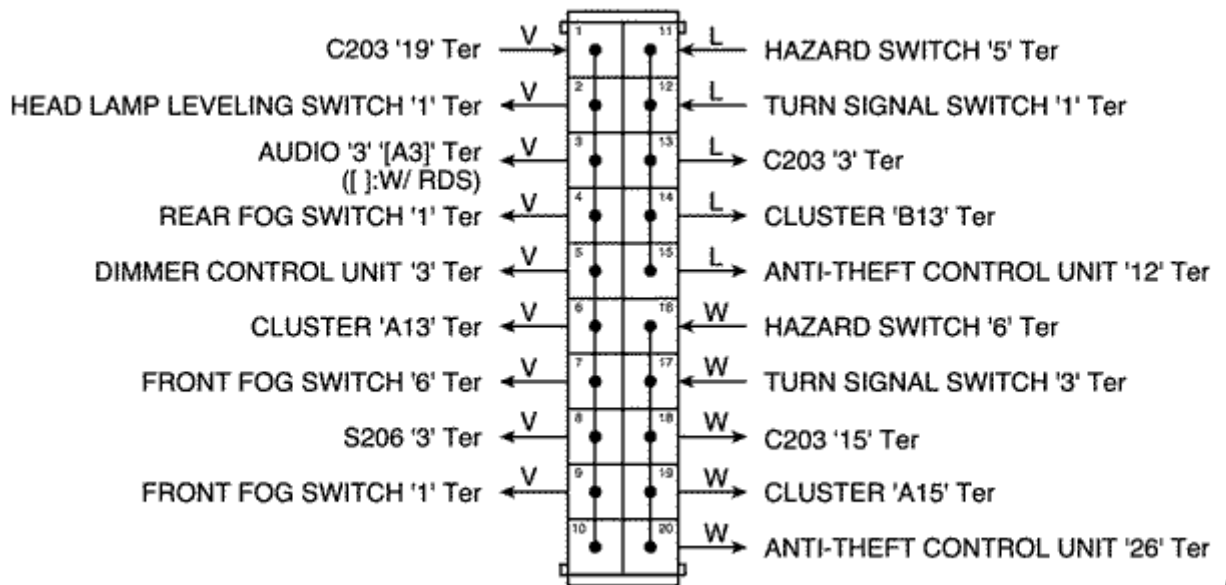 C203 '19' Ter V 1 11 L HAZARD SWITCH '5' Ter
HEAD LAMP LEVELING SWITCH '1' Ter V 2 12 L TURN SIGNAL SWITCH '1' Ter
AUDIO '3' '[A3]' Ter V 3 13 L C203 '3' Ter
([ ]:W/ RDS)
REAR FOG SWITCH '1' Ter V 4 14 L CLUSTER 'B13' Ter
DIMMER CONTROL UNIT '3' Ter V 5 15 L ANTI-THEFT CONTROL UNIT '12' Ter
CLUSTER 'A13' Ter V 6 16 W HAZARD SWITCH '6' Ter
FRONT FOG SWITCH '6' Ter V 7 17 W TURN SIGNAL SWITCH '3' Ter
S206 '3' Ter V 8 18 W C203 '15' Ter
FRONT FOG SWITCH '1' Ter V 9 19 W CLUSTER 'A15' Ter
10 20 W ANTI-THEFT CONTROL UNIT '26' Ter